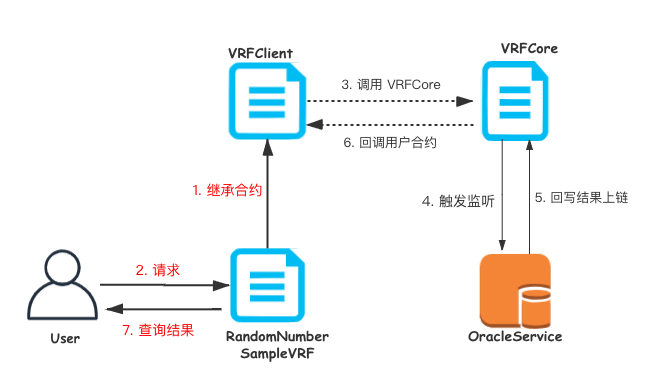 VRFClient
VRFCore
3. 调用 VRFCore
6. 回调用户合约
1. 继承合约
4. 触发监听
5. 回写结果上链
2. 请求
7. 查询结果
User
RandomNumber
SampleVRF
OracleService